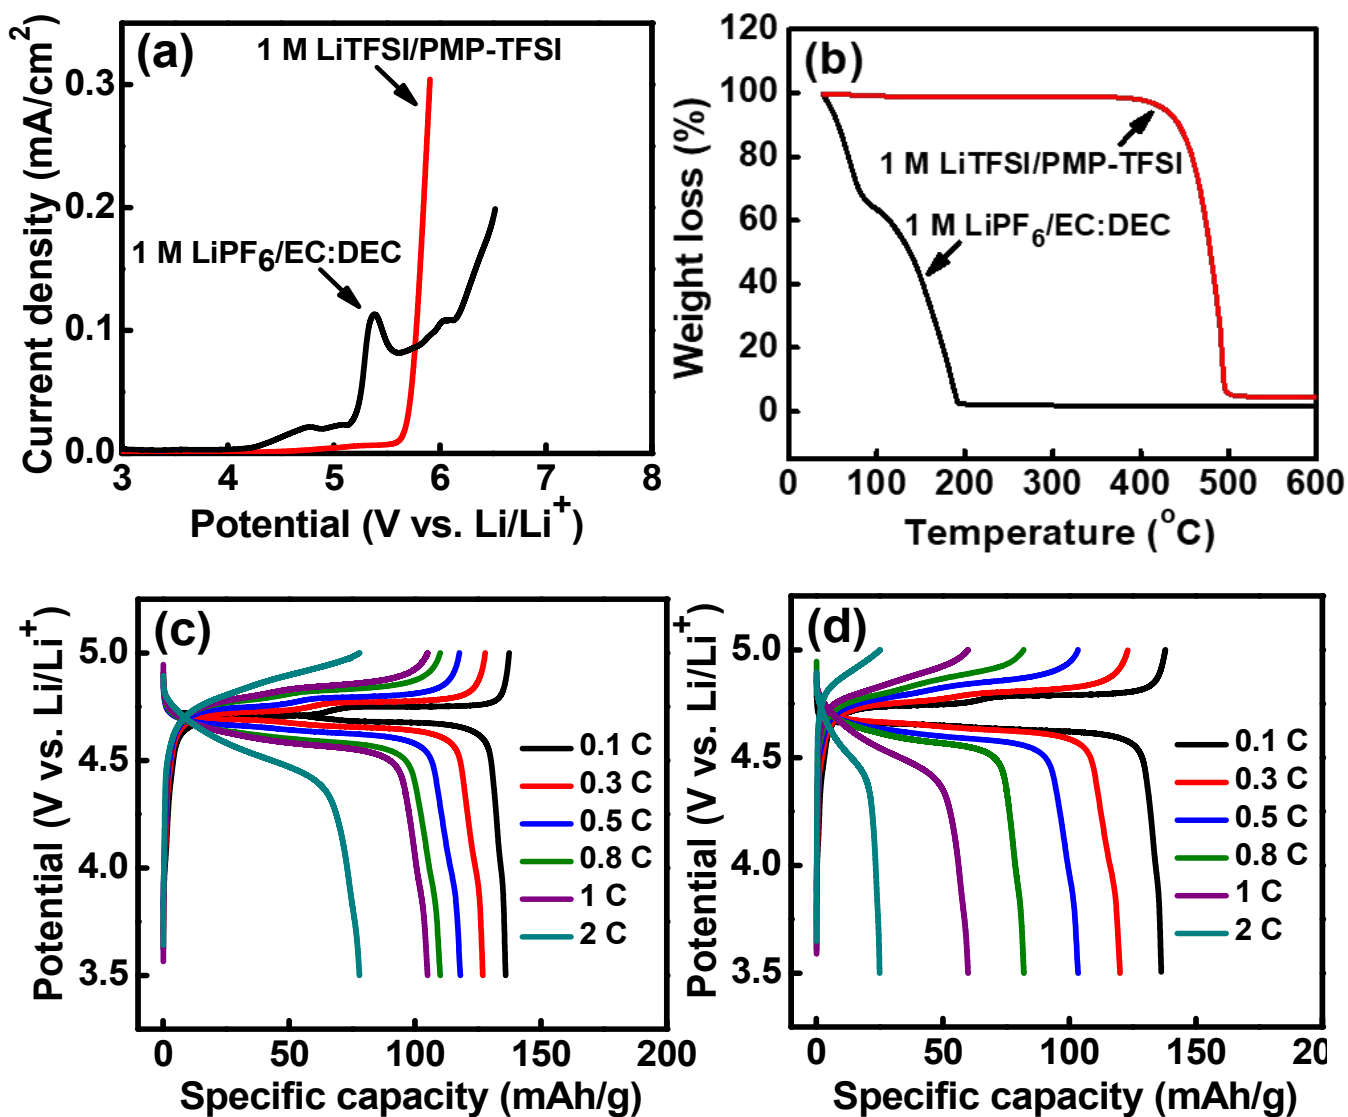 (a)
1 M LiTFSI/PMP-TFSI
1 M LiPF6/EC:DEC
Current density (mA/cm2)
0.3
0.2
0.1
0.0
3 4 5 6 7 8
Potential (V vs. Li/Li+)
(b)
1 M LiTFSI/PMP-TFSI
1 M LiPF6/EC:DEC
Weight loss (%)
120
100
80
60
40
20
0
0 100 200 300 400 500 600
Temperature (oC)
(c)
Potential (V vs. Li/Li+)
5.0
4.5
4.0
3.5
0.1 C
0.3 C
0.5 C
0.8 C
1 C
2 C
0 50 100 150 200
Specific capacity (mAh/g)
(d)
Potential (V vs. Li/Li+)
5.0
4.5
4.0
3.5
0.1 C
0.3 C
0.5 C
0.8 C
1 C
2 C
0 50 100 150 20
Specific capacity (mAh/g)